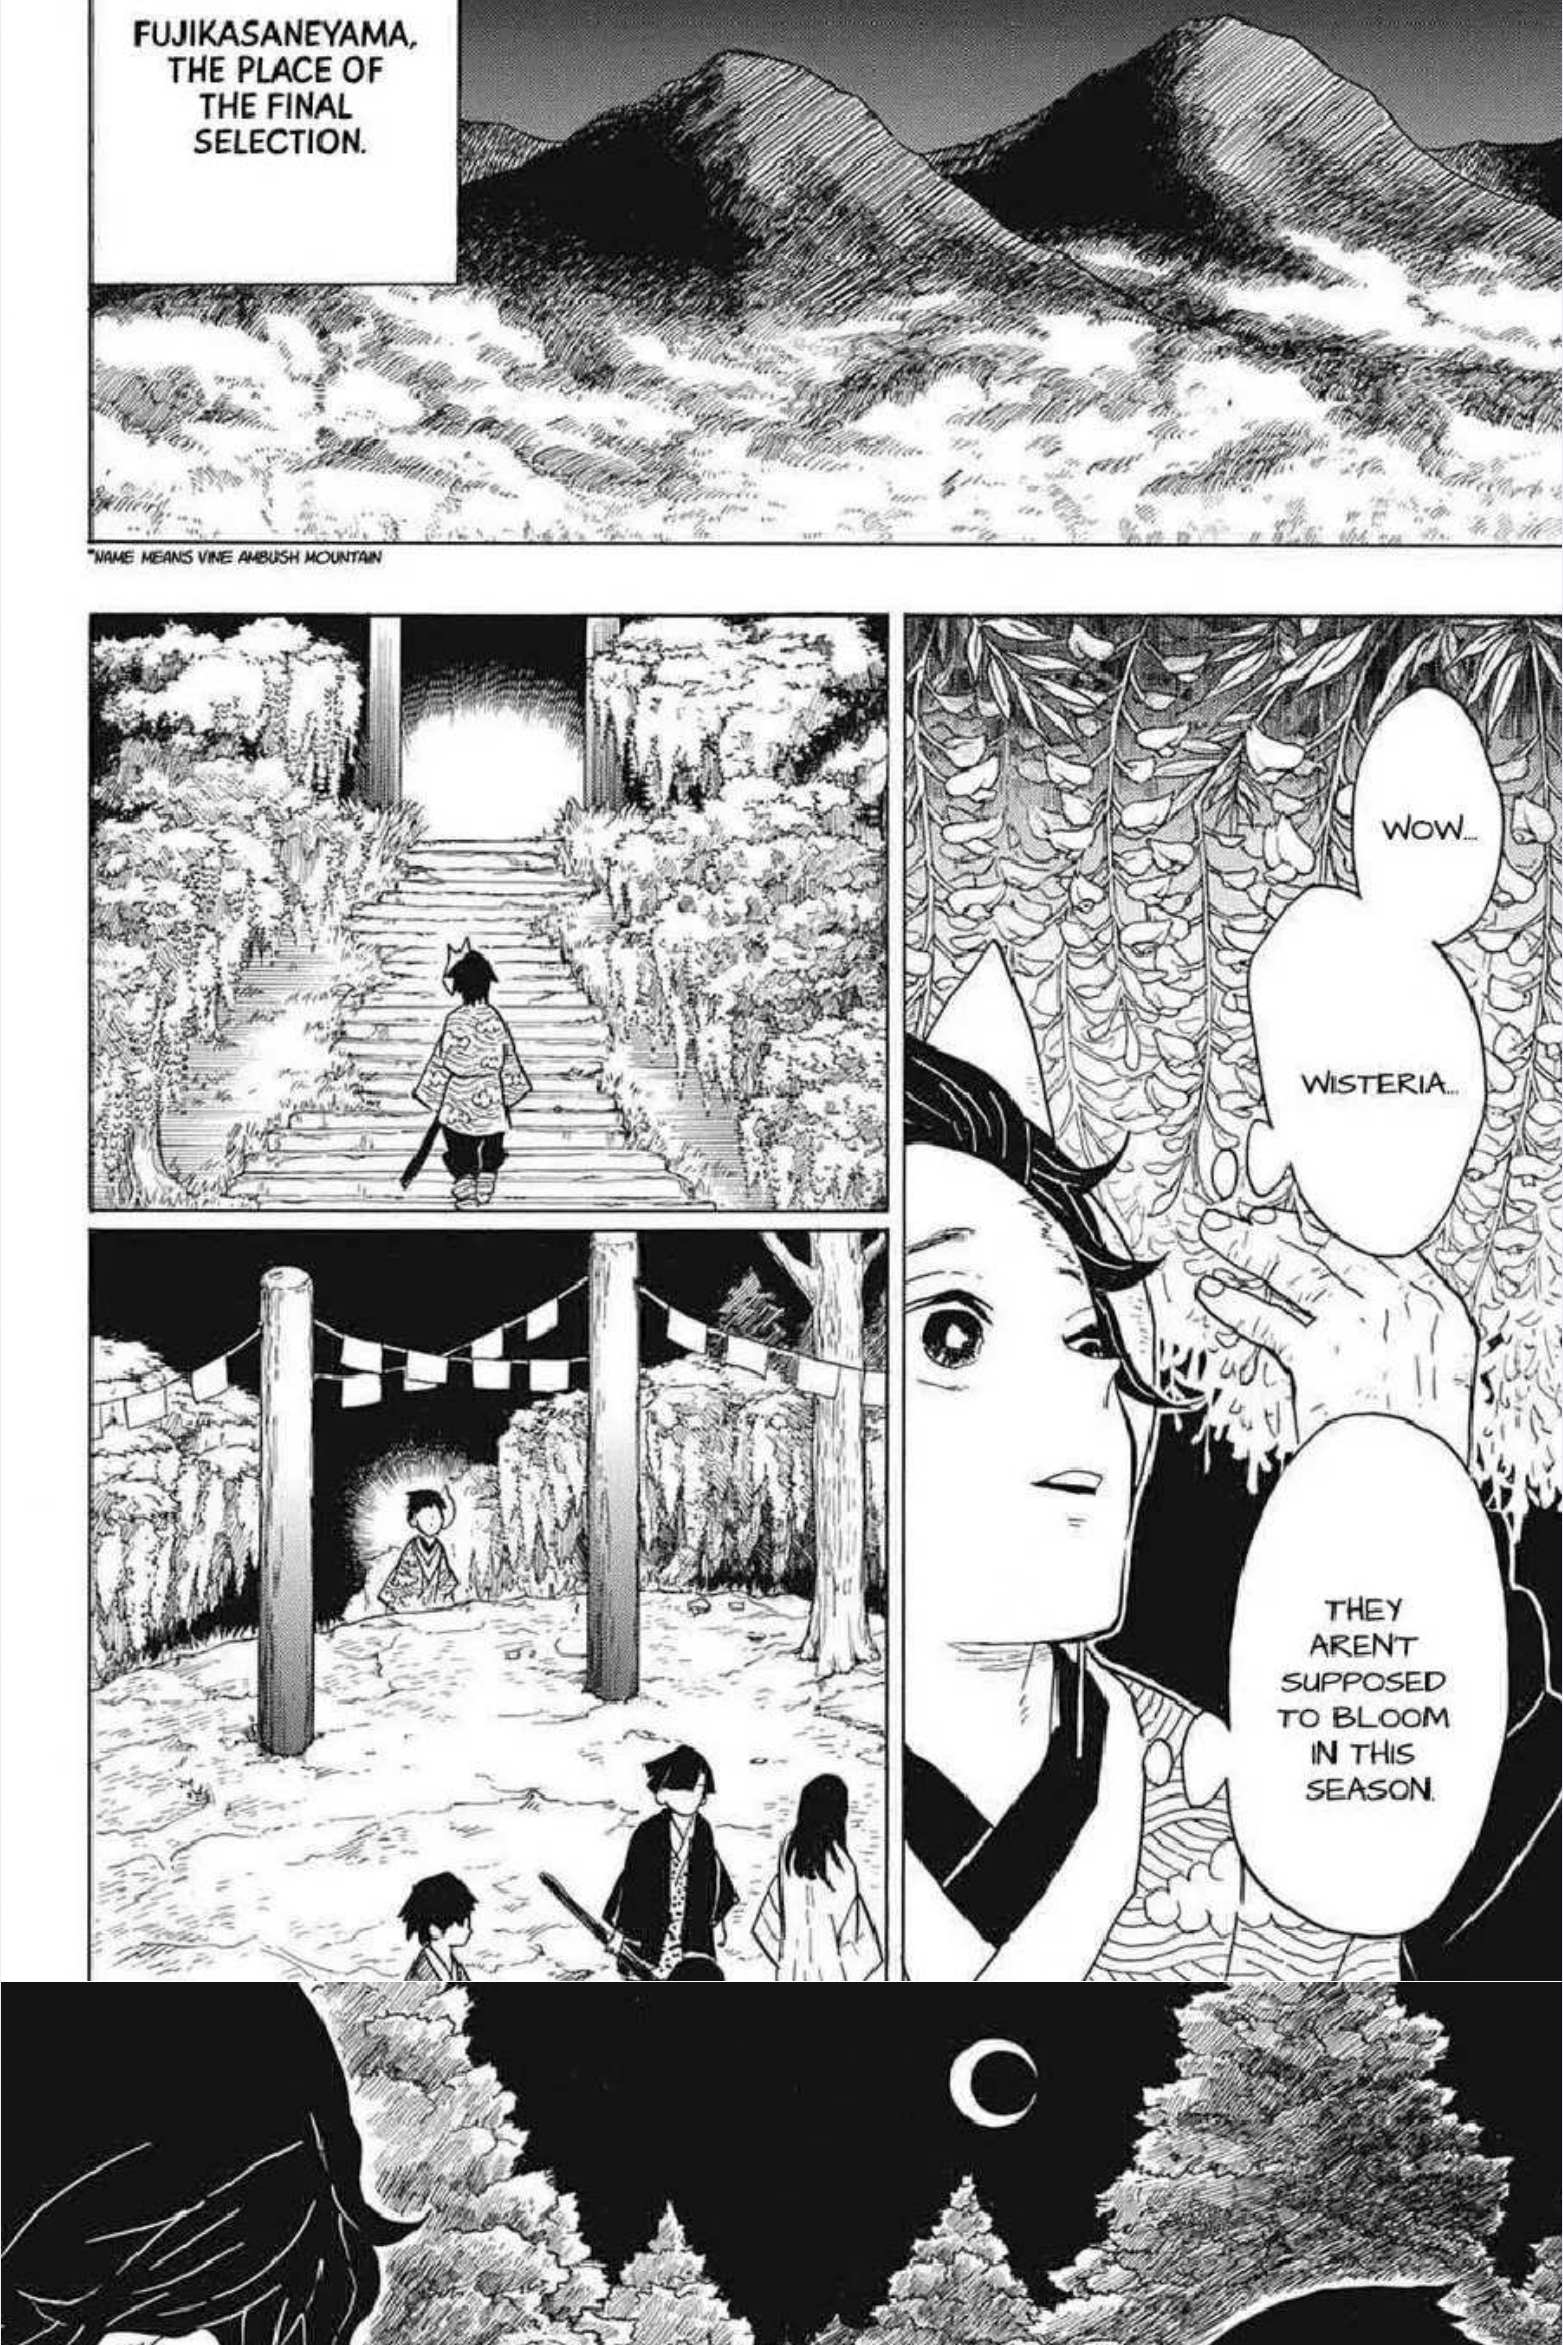 FUJIKASANEYAMA,
THE PLACE OF
THE FINAL
SELECTION.
*NAME MEANS VINE AMBUSH MOUNTAIN
WOW...
WISTERIA...
THEY
AREN'T
SUPPOSED
TO BLOOM
IN THIS
SEASON.